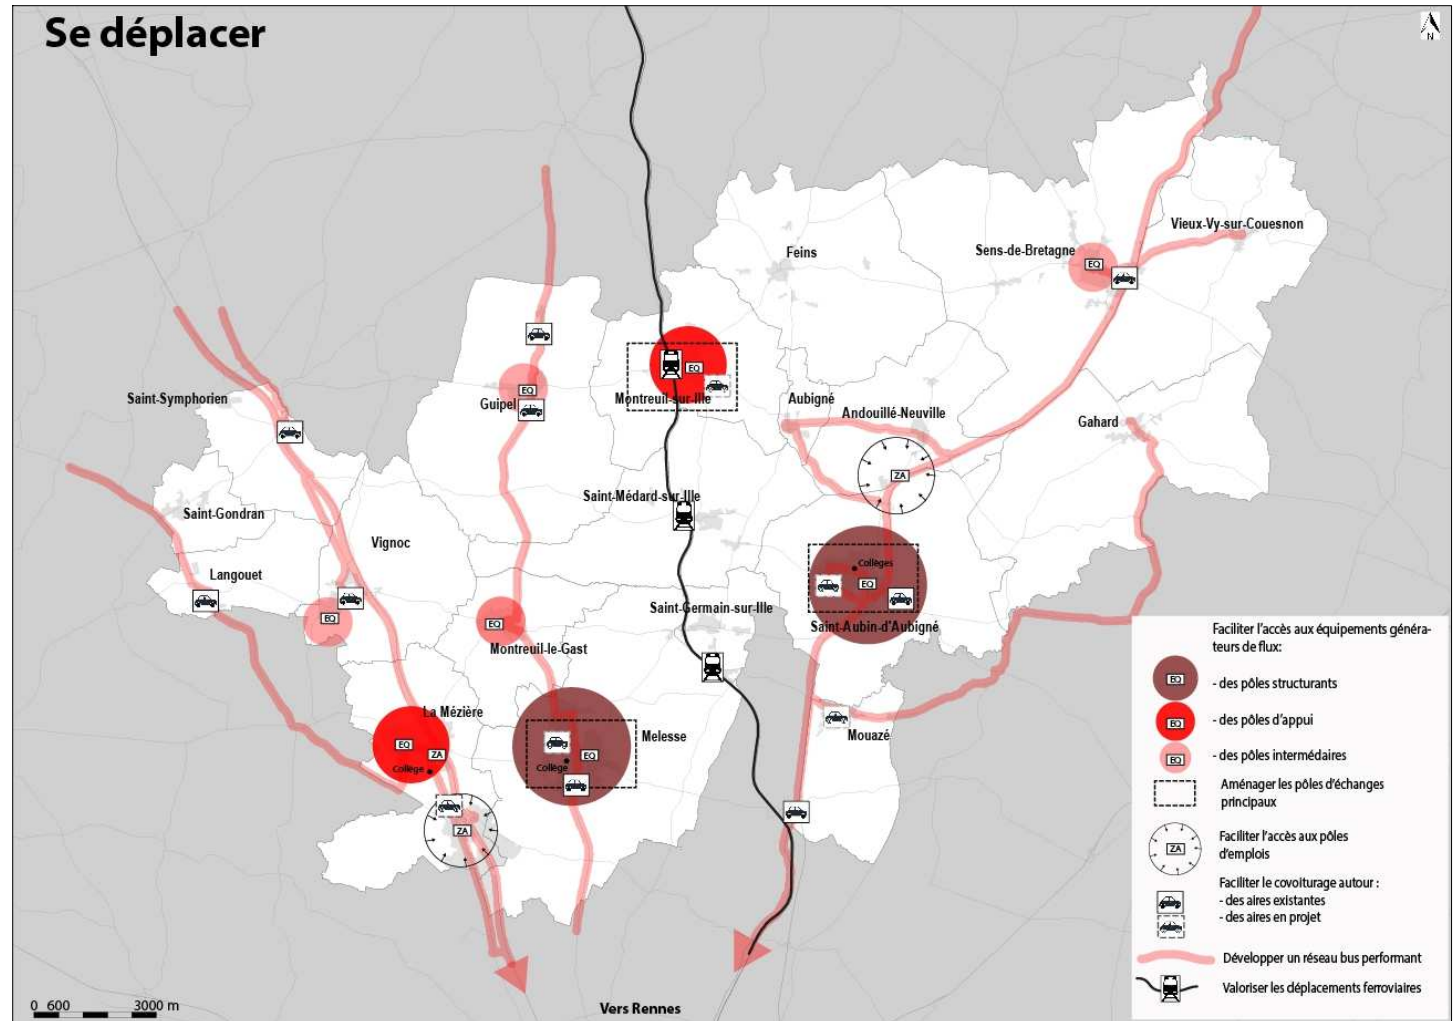 Se déplacer
N
Vieux-Vy-sur-Couesnon
Sens-de-Bretagne
Feins
EQ
EQ
Montreuil-sur-Ille
EQ
Guipel
Saint-Symphorien
Aubigné
Andouillé-Neuville
Gahard
ZA
Saint-Médard-sur-Ille
Saint-Gondran
Vignoc
Langouet
Collèges
EQ
Saint-Aubin-d'Aubigné
Saint-Germain-sur-Ille
EQ
EQ
Montreuil-le-Gast
La Mézière
EQ
ZA
Collège
Melesse
EQ
Collège
Mouazé
ZA
Faciliter l'accès aux équipements généra-
teurs de flux:
EQ
- des pôles structurants
EQ
- des pôles d'appui
EQ
- des pôles intermédaires
Aménager les pôles d'échanges
principaux
Faciliter l'accès aux pôles
d'emplois
ZA
Faciliter le covoiturage autour :
- des aires existantes
- des aires en projet
Développer un réseau bus performant
Valoriser les déplacements ferroviaires
0 600 3000 m
Vers Rennes